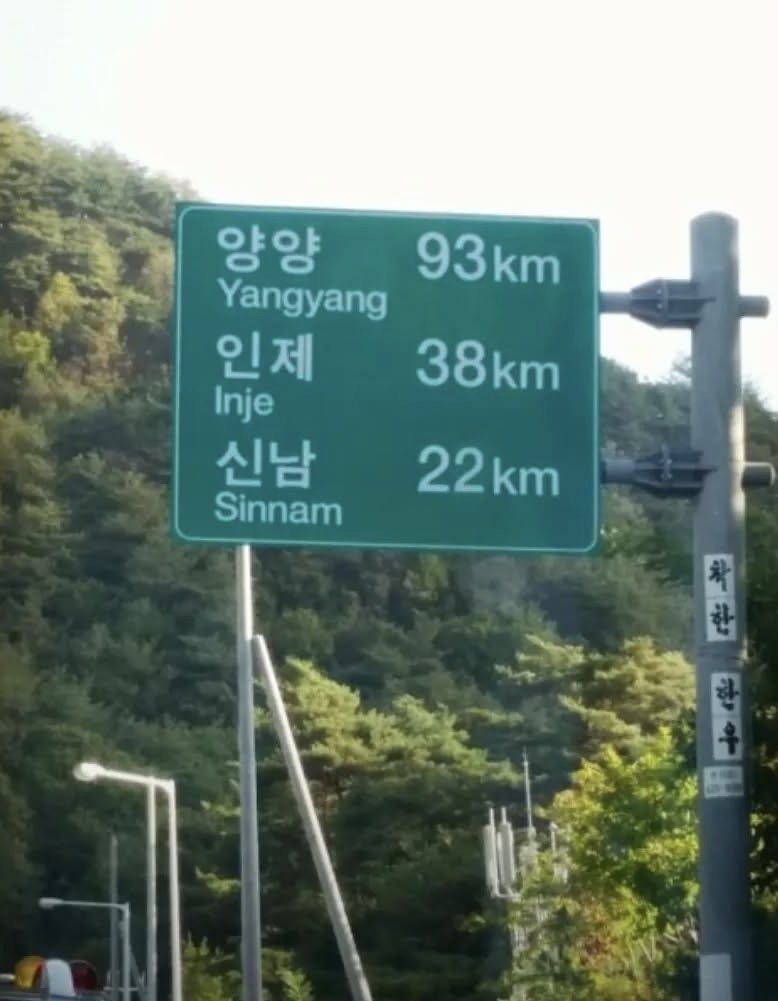 양양 93km
Yangyang
인제 38km
Inje
신남 22km
Sinnam
착
한
한
우